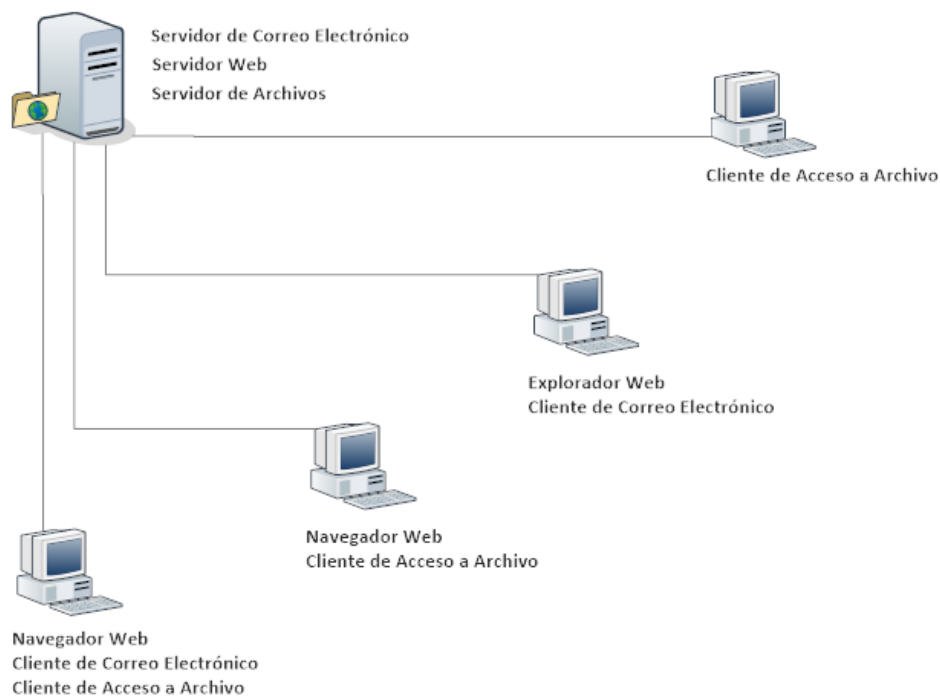 Servidor de Correo Electrónico
Servidor Web
Servidor de Archivos
Cliente de Acceso a Archivo
Explorador Web
Cliente de Correo Electrónico
Navegador Web
Cliente de Acceso a Archivo
Navegador Web
Cliente de Correo Electrónico
Cliente de Acceso a Archivo